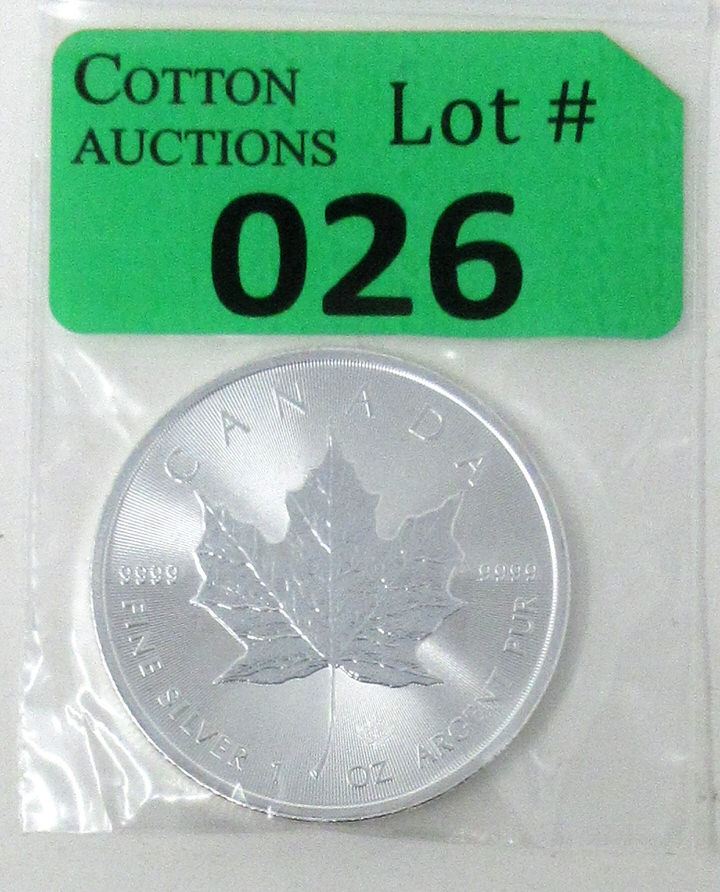 COTTON
AUCTIONS
Lot #
026
CANADA
9999
9999
FINE SILVER 1 OZ ARGENT PUR